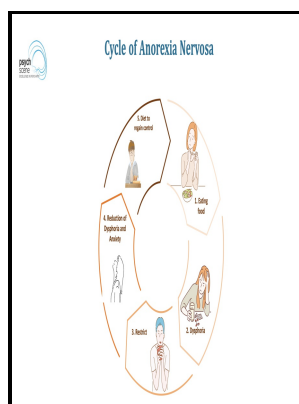 psych
scene
Cycle of Anorexia Nervosa
5. Diet to
regain control
1. Eating
food
4. Reduction of
Dysphoria and
Anxiety
3. Restrict
2. Dysphoria